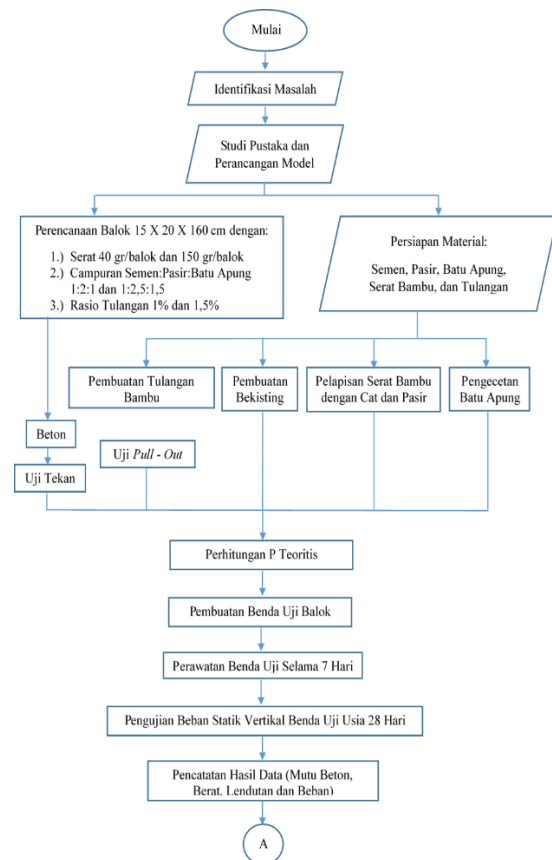 Mulai
Identifikasi Masalah
Studi Pustaka dan
Perancangan Model
Perencanaan Balok 15 X 20 X 160 cm dengan:
1.) Serat 40 gr/balok dan 150 gr/balok
2.) Campuran Semen:Pasir:Batu Apung
1:2:1 dan 1:2,5:1,5
3.) Rasio Tulangan 1% dan 1,5%
Persiapan Material:
Semen, Pasir, Batu Apung,
Serat Bambu, dan Tulangan
Pembuatan Tulangan
Bambu
Pembuatan
Bekisting
Pelapisan Serat Bambu
dengan Cat dan Pasir
Pengecetan
Batu Apung
Beton
Uji Pull - Out
Uji Tekan
Perhitungan P Teoritis
Pembuatan Benda Uji Balok
Perawatan Benda Uji Selama 7 Hari
Pengujian Beban Statik Vertikal Benda Uji Usia 28 Hari
Pencatatan Hasil Data (Mutu Beton,
Berat. Lendutan dan Beban)
A